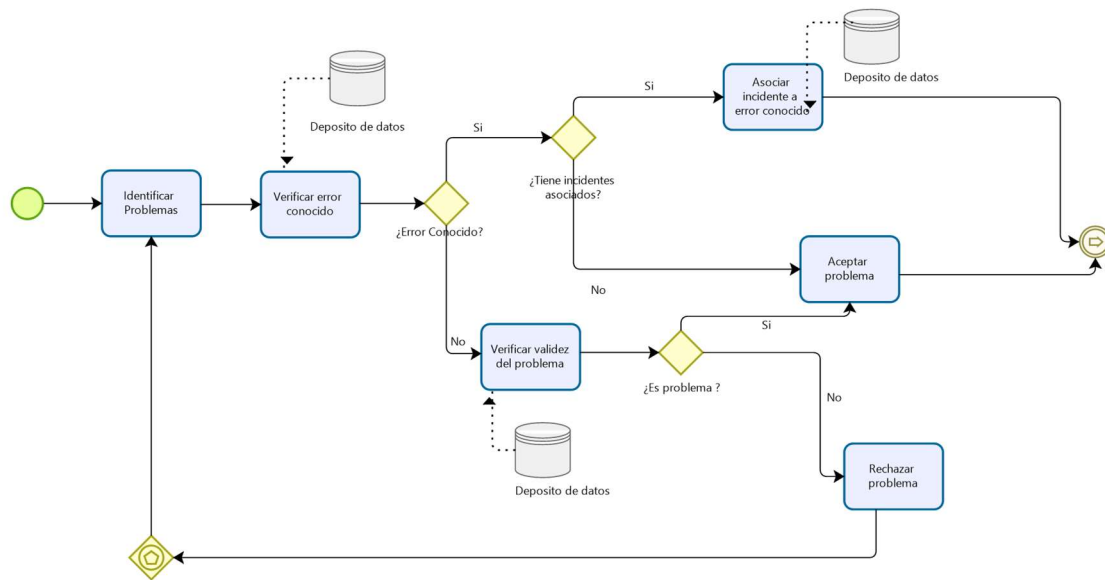 Deposito de datos
Asociar
incidente a
error conocido
Deposito de datos
Si
Si
¿Tiene incidentes
asociados?
Identificar
Problemas
Verificar error
conocido
¿Error Conocido?
Aceptar
problema
No
Si
No
Verificar validez
del problema
¿Es problema ?
No
Deposito de datos
Rechazar
problema